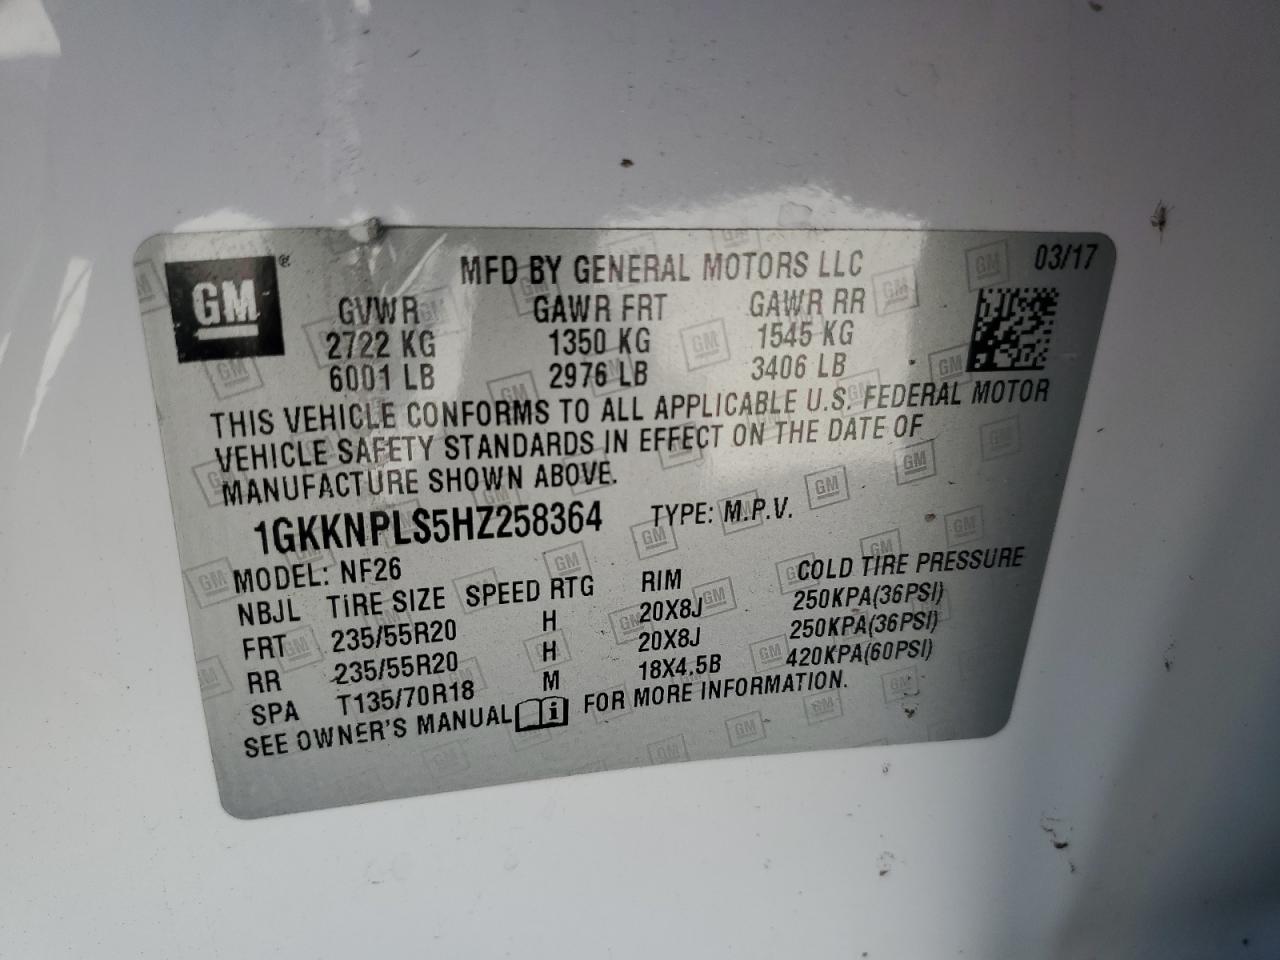 GM ®
MFD BY GENERAL MOTORS LLC
03/17
GVWR GAWR FRT GAWR RR
2722 KG 1350 KG 1545 KG
6001 LB 2976 LB 3406 LB
THIS VEHICLE CONFORMS TO ALL APPLICABLE U.S. FEDERAL MOTOR
VEHICLE SAFETY STANDARDS IN EFFECT ON THE DATE OF
MANUFACTURE SHOWN ABOVE.
1GKKNPLS5HZ258364 TYPE: M.P.V.
MODEL: NF26
NBJL TIRE SIZE SPEED RTG RIM COLD TIRE PRESSURE
FRT 235/55R20 H 20X8J 250KPA(36PSI)
RR 235/55R20 H 20X8J 250KPA(36PSI)
SPA T135/70R18 M 18X4.5B 420KPA(60PSI)
SEE OWNER'S MANUAL i FOR MORE INFORMATION.